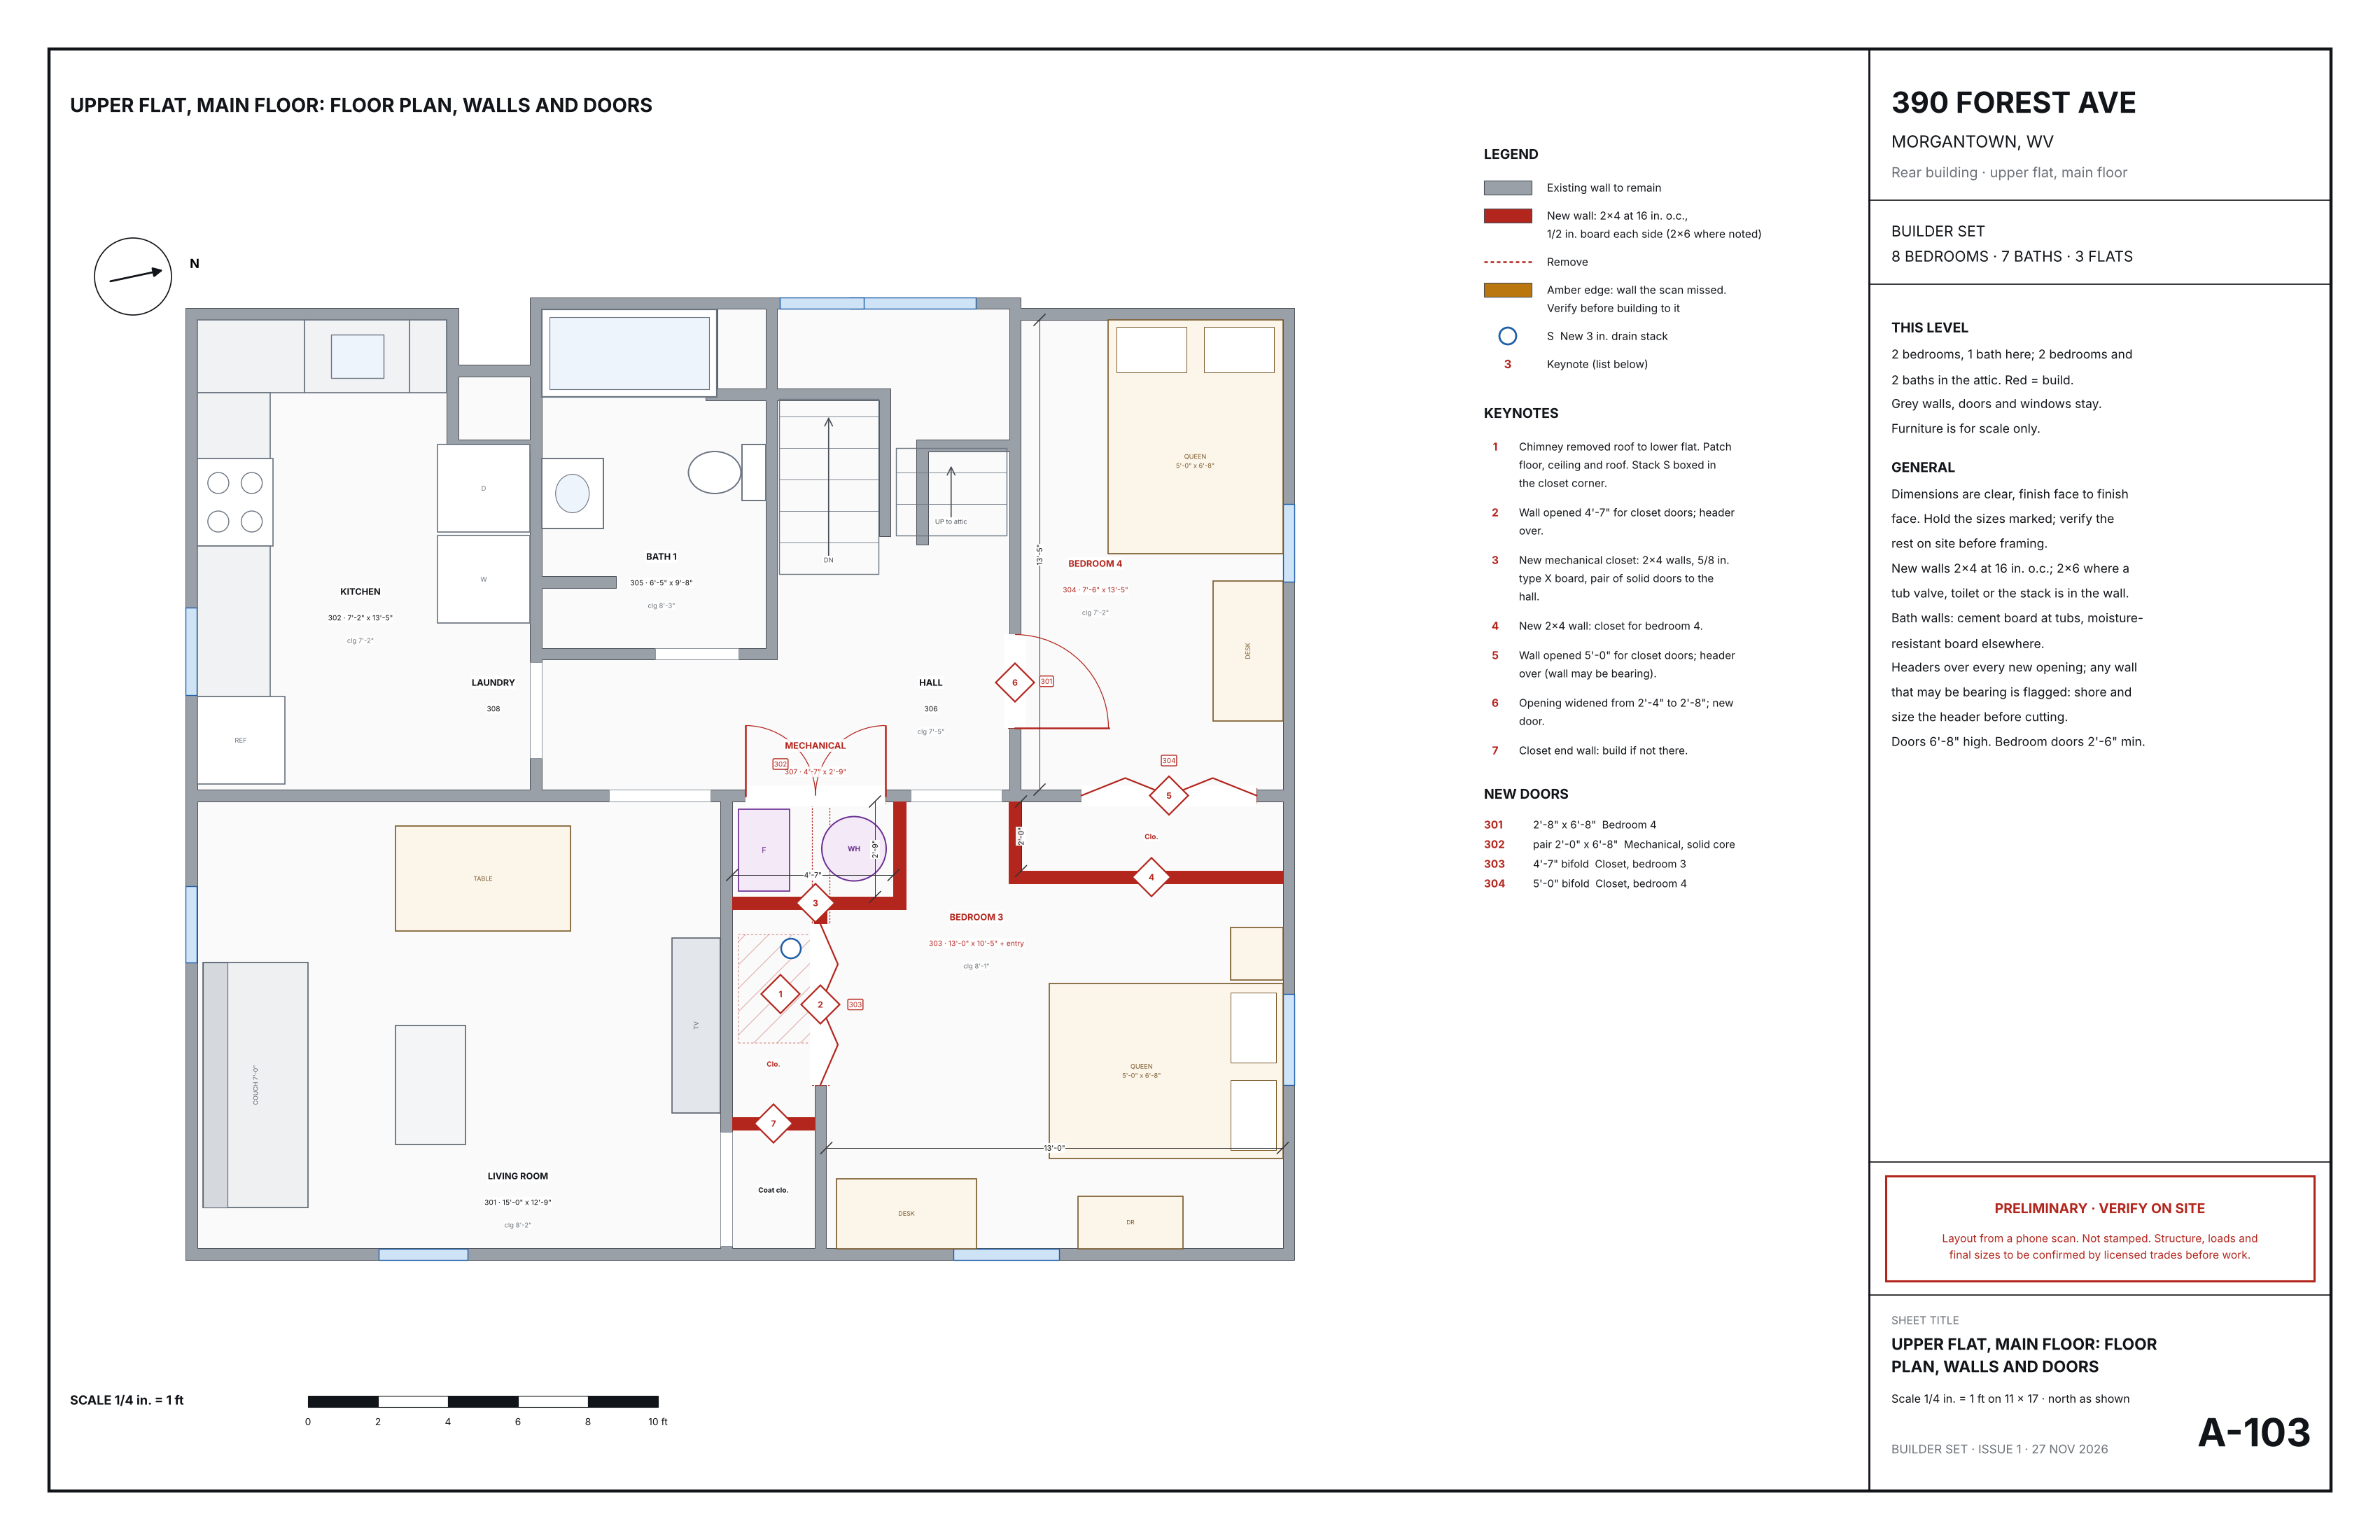 UPPER FLAT, MAIN FLOOR: FLOOR PLAN, WALLS AND DOORS
N
KITCHEN
302 · 7'-2" x 13'-5"
clg 7'-2"
REF
D
W
LAUNDRY
308
BATH 1
305 · 6'-5" x 9'-8"
clg 8'-3"
DN
UP to attic
HALL
306
clg 7'-5"
MECHANICAL
302
307 · 4'-7" x 2'-9"
F
WH
2'-9"
4'-7"
3
13'-5"
QUEEN
5'-0" x 6'-8"
BEDROOM 4
304 · 7'-6" x 13'-5"
clg 7'-2"
DESK
6
301
304
5
Clo.
2'-0"
4
BEDROOM 3
303 · 13'-0" x 10'-5" + entry
clg 8'-1"
1
2
303
Clo.
7
Coat clo.
QUEEN
5'-0" x 6'-8"
13'-0"
DESK
DR
TABLE
TV
COUCH 7'-0"
LIVING ROOM
301 · 15'-0" x 12'-9"
clg 8'-2"
SCALE 1/4 in. = 1 ft
0 2 4 6 8 10 ft
LEGEND
Existing wall to remain
New wall: 2×4 at 16 in. o.c.,
1/2 in. board each side (2×6 where noted)
Remove
Amber edge: wall the scan missed.
Verify before building to it
S New 3 in. drain stack
3 Keynote (list below)
KEYNOTES
1 Chimney removed roof to lower flat. Patch
floor, ceiling and roof. Stack S boxed in
the closet corner.
2 Wall opened 4'-7" for closet doors; header
over.
3 New mechanical closet: 2×4 walls, 5/8 in.
type X board, pair of solid doors to the
hall.
4 New 2×4 wall: closet for bedroom 4.
5 Wall opened 5'-0" for closet doors; header
over (wall may be bearing).
6 Opening widened from 2'-4" to 2'-8"; new
door.
7 Closet end wall: build if not there.
NEW DOORS
301 2'-8" x 6'-8" Bedroom 4
302 pair 2'-0" x 6'-8" Mechanical, solid core
303 4'-7" bifold Closet, bedroom 3
304 5'-0" bifold Closet, bedroom 4
390 FOREST AVE
MORGANTOWN, WV
Rear building · upper flat, main floor
BUILDER SET
8 BEDROOMS · 7 BATHS · 3 FLATS
THIS LEVEL
2 bedrooms, 1 bath here; 2 bedrooms and
2 baths in the attic. Red = build.
Grey walls, doors and windows stay.
Furniture is for scale only.
GENERAL
Dimensions are clear, finish face to finish
face. Hold the sizes marked; verify the
rest on site before framing.
New walls 2×4 at 16 in. o.c.; 2×6 where a
tub valve, toilet or the stack is in the wall.
Bath walls: cement board at tubs, moisture-
resistant board elsewhere.
Headers over every new opening; any wall
that may be bearing is flagged: shore and
size the header before cutting.
Doors 6'-8" high. Bedroom doors 2'-6" min.
PRELIMINARY · VERIFY ON SITE
Layout from a phone scan. Not stamped. Structure, loads and
final sizes to be confirmed by licensed trades before work.
SHEET TITLE
UPPER FLAT, MAIN FLOOR: FLOOR
PLAN, WALLS AND DOORS
Scale 1/4 in. = 1 ft on 11 × 17 · north as shown
BUILDER SET · ISSUE 1 · 27 NOV 2026
A-103